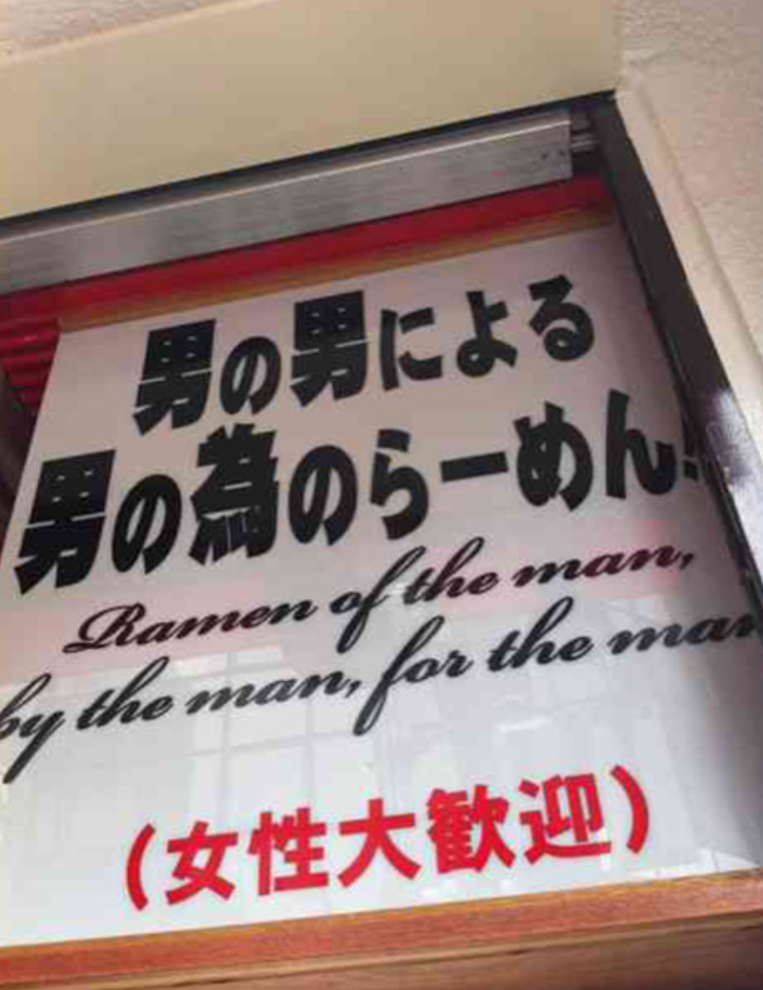 男の男による
男の為のらーめん!
Ramen of the man,
by the man, for the man
(女性大歓迎)